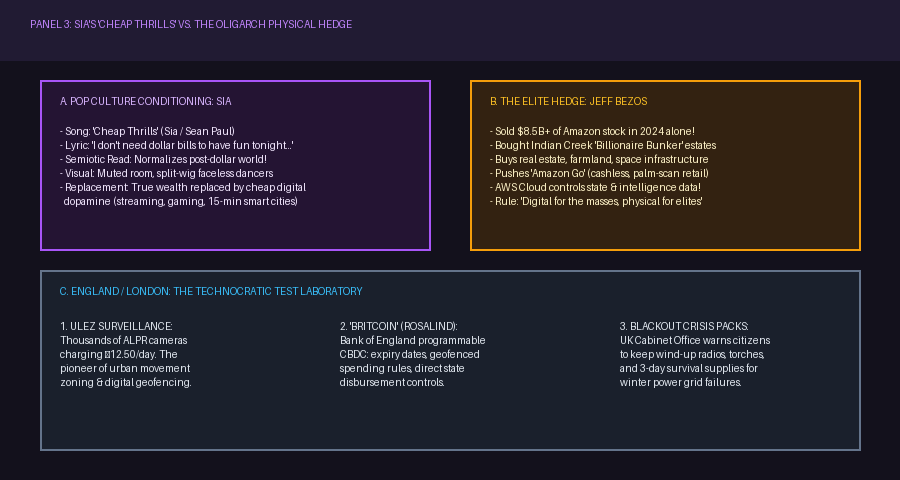 PANEL 3: SIA'S 'CHEAP THRILLS' VS. THE OLIGARCH PHYSICAL HEDGE
A. POP CULTURE CONDITIONING: SIA
- Song: 'Cheap Thrills' (Sia / Sean Paul)
- Lyric: 'I don't need dollar bills to have fun tonight...'
- Semiotic Read: Normalizes post-dollar world!
- Visual: Muted room, split-wig faceless dancers
- Replacement: True wealth replaced by cheap digital
dopamine (streaming, gaming, 15-min smart cities)
B. THE ELITE HEDGE: JEFF BEZOS
- Sold $8.5B+ of Amazon stock in 2024 alone!
- Bought Indian Creek 'Billionaire Bunker' estates
- Buys real estate, farmland, space infrastructure
- Pushes 'Amazon Go' (cashless, palm-scan retail)
- AWS Cloud controls state & intelligence data!
- Rule: 'Digital for the masses, physical for elites'
C. ENGLAND / LONDON: THE TECHNOCRATIC TEST LABORATORY
1. ULEZ SURVEILLANCE:
Thousands of ALPR cameras
charging 12.50/day. The
pioneer of urban movement
zoning & digital geofencing.
2. 'BRITCOIN' (ROSALIND):
Bank of England programmable
CBDC: expiry dates, geofenced
spending rules, direct state
disbursement controls.
3. BLACKOUT CRISIS PACKS:
UK Cabinet Office warns citizens
to keep wind-up radios, torches,
and 3-day survival supplies for
winter power grid failures.